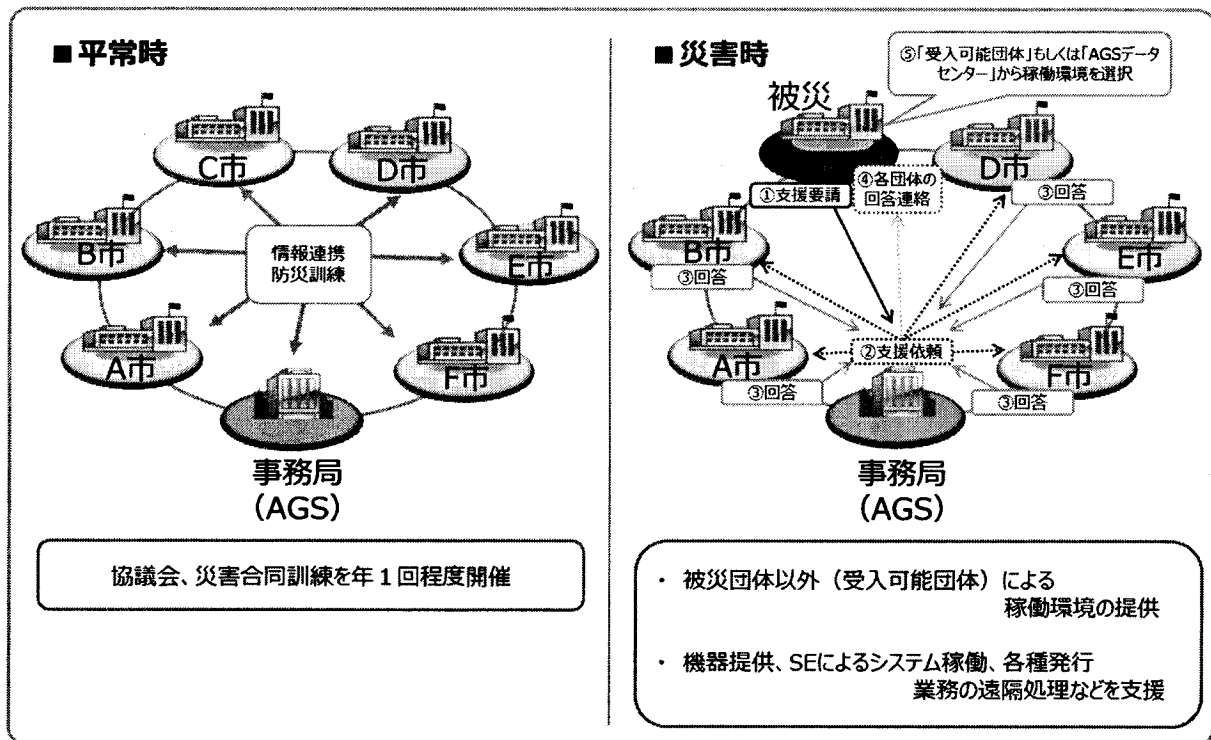 ■平常時
C市
D市
B市
情報連携
防災訓練
E市
A市
F市
事務局
(AGS)
協議会、災害合同訓練を年1回程度開催
■災害時
⑤「受入可能団体」もしくは「AGSデータ
センター」から稼働環境を選択
被災
D市
①支援要請
④各団体の
回答連絡
③回答
B市
③回答
E市
③回答
②支援依頼
A市
F市
③回答
③回答
事務局
(AGS)
・ 被災団体以外（受入可能団体）による
稼働環境の提供
・ 機器提供、SEによるシステム稼働、各種発行
業務の遠隔処理などを支援